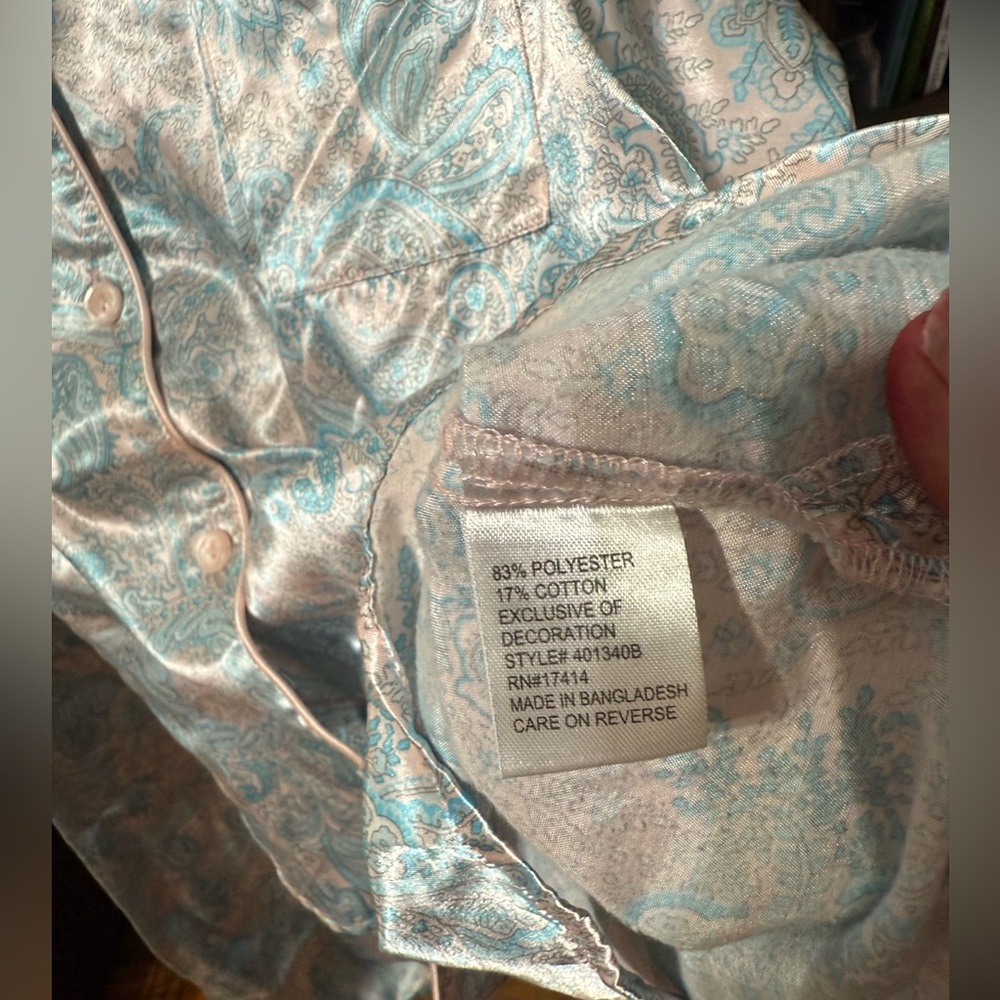 83% POLYESTER
17% COTTON
EXCLUSIVE OF
DECORATION
STYLE# 401340B
RN#17414
MADE IN BANGLADESH
CARE ON REVERSE